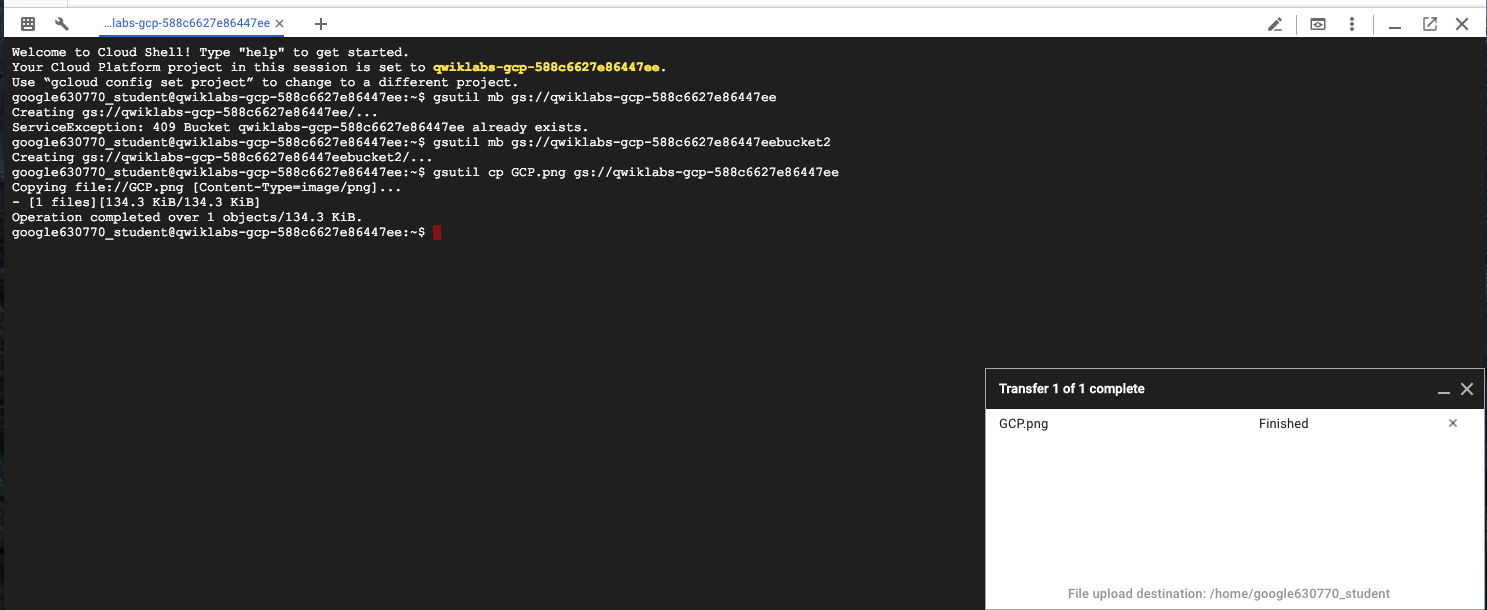 ...labs-gcp-588c6627e86447ee
Welcome to Cloud Shell! Type "help" to get started.
Your Cloud Platform project in this session is set to qwiklabs-gcp-588c6627e86447ee.
Use “gcloud config set project” to change to a different project.
google630770_student@qwiklabs-gcp-588c6627e86447ee:~$ gsutil mb gs://qwiklabs-gcp-588c6627e86447ee
Creating gs://qwiklabs-gcp-588c6627e86447ee/...
ServiceException: 409 Bucket qwiklabs-gcp-588c6627e86447ee already exists.
google630770_student@qwiklabs-gcp-588c6627e86447ee:~$ gsutil mb gs://qwiklabs-gcp-588c6627e86447eebucket2
Creating gs://qwiklabs-gcp-588c6627e86447eebucket2/...
google630770_student@qwiklabs-gcp-588c6627e86447ee:~$ gsutil cp GCP.png gs://qwiklabs-gcp-588c6627e86447ee
Copying file://GCP.png [Content-Type=image/png]...
- [1 files][134.3 KiB/134.3 KiB]
Operation completed over 1 objects/134.3 KiB.
google630770_student@qwiklabs-gcp-588c6627e86447ee:~$
Transfer 1 of 1 complete
GCP.png Finished
File upload destination: /home/google630770_student